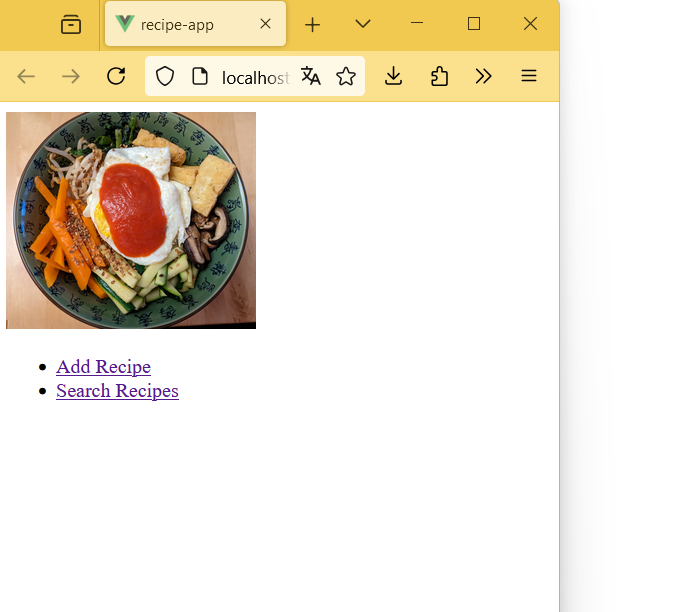 recipe-app
localhost
Add Recipe
Search Recipes